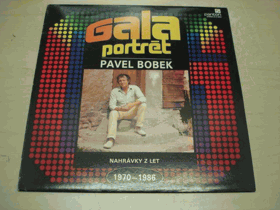 Gala
portrét
PAVEL BOBEK
NAHRÁVKY Z LET
1970-1986